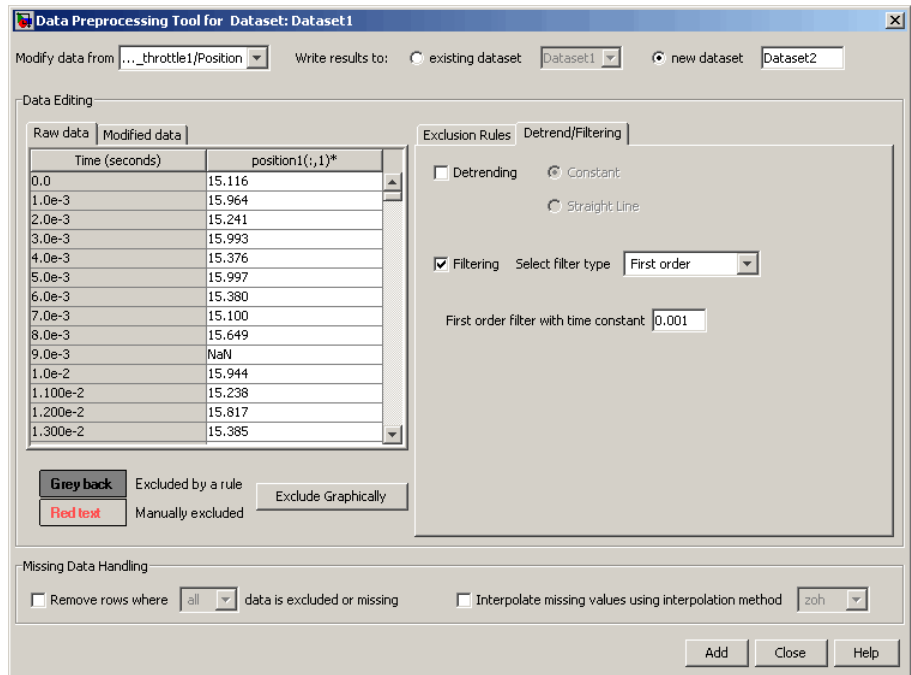 Data Preprocessing Tool for Dataset: Dataset1
Modify data from ..._throttle1/Position Write results to: existing dataset Dataset1 new dataset Dataset2
Data Editing
Raw data Modified data
Time (seconds) position1(:,1)*
0.0 15.116
1.0e-3 15.964
2.0e-3 15.241
3.0e-3 15.993
4.0e-3 15.376
5.0e-3 15.997
6.0e-3 15.380
7.0e-3 15.100
8.0e-3 15.649
9.0e-3 NaN
1.0e-2 15.944
1.100e-2 15.238
1.200e-2 15.817
1.300e-2 15.385
Grey back Excluded by a rule
Red text Manually excluded
Exclude Graphically
Exclusion Rules Detrend/Filtering
Detrending Constant
Straight Line
Filtering Select filter type First order
First order filter with time constant 0.001
Missing Data Handling
Remove rows where all data is excluded or missing Interpolate missing values using interpolation method zoh
Add Close Help